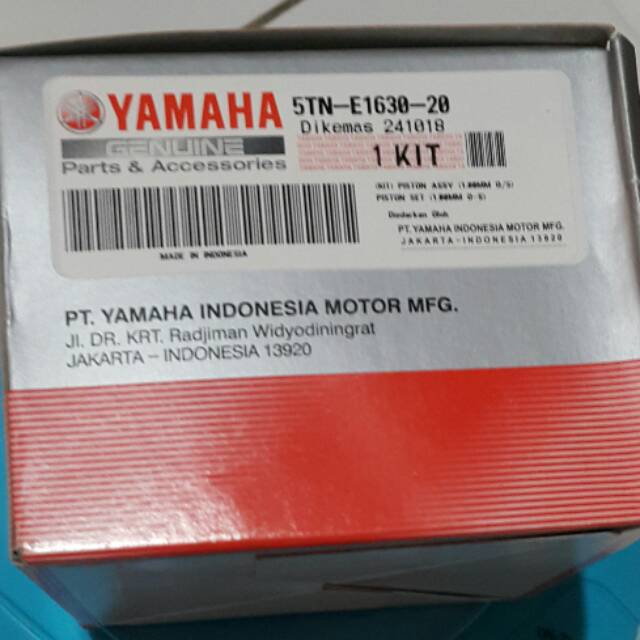 YAMAHA
GENUINE
Parts & Accessories
5TN-E1630-20
Dikemas 241018
1 KIT
(KIT) PISTON ASSY (1.00MM O/S)
PISTON SET (1.00MM O-S)
Diedarkan Oleh
PT. YAMAHA INDONESIA MOTOR MFG.
JAKARTA-INDONESIA 13920
MADE IN INDONESIA
PT. YAMAHA INDONESIA MOTOR MFG.
Jl. DR. KRT. Radjiman Widyodiningrat
JAKARTA – INDONESIA 13920